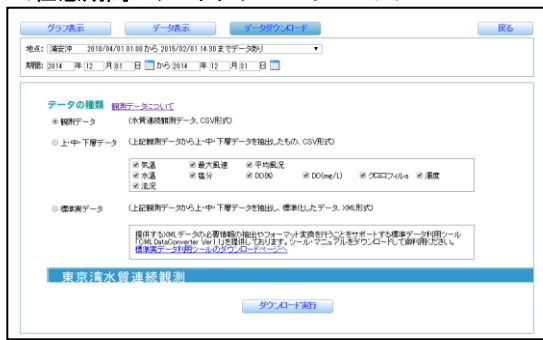 グラフ表示 データ表示 データダウンロード 戻る
地点: 浦安沖 2010/04/01 01:00から 2015/02/01 14:30 までデータあり
期間: 2014 年 12 月 01 日 から 2014 年 12 月 31 日
データの種類 観測データについて
観測データ (水質連続観測データ、CSV形式)
上・中・下層データ (上記観測データから上・中・下層データを抽出したもの、CSV形式)
気温 最大風速 平均風況
水温 塩分 DO(%) DO(mg/L) クロロフィルa 濁度
流況
標準実データ (上記観測データから上・中・下層データを抽出し、標準化したデータ、XML形式)
提供するXMLデータの必要情報の抽出やフォーマット変換を行うことをサポートする標準データ利用ツール
「CML DataConverter Ver1.1」を提供しております。ツール・マニュアルをダウンロードして御利用ください。
標準実データ利用ツールのダウンロードページへ
東京湾水質連続観測
ダウンロード実行